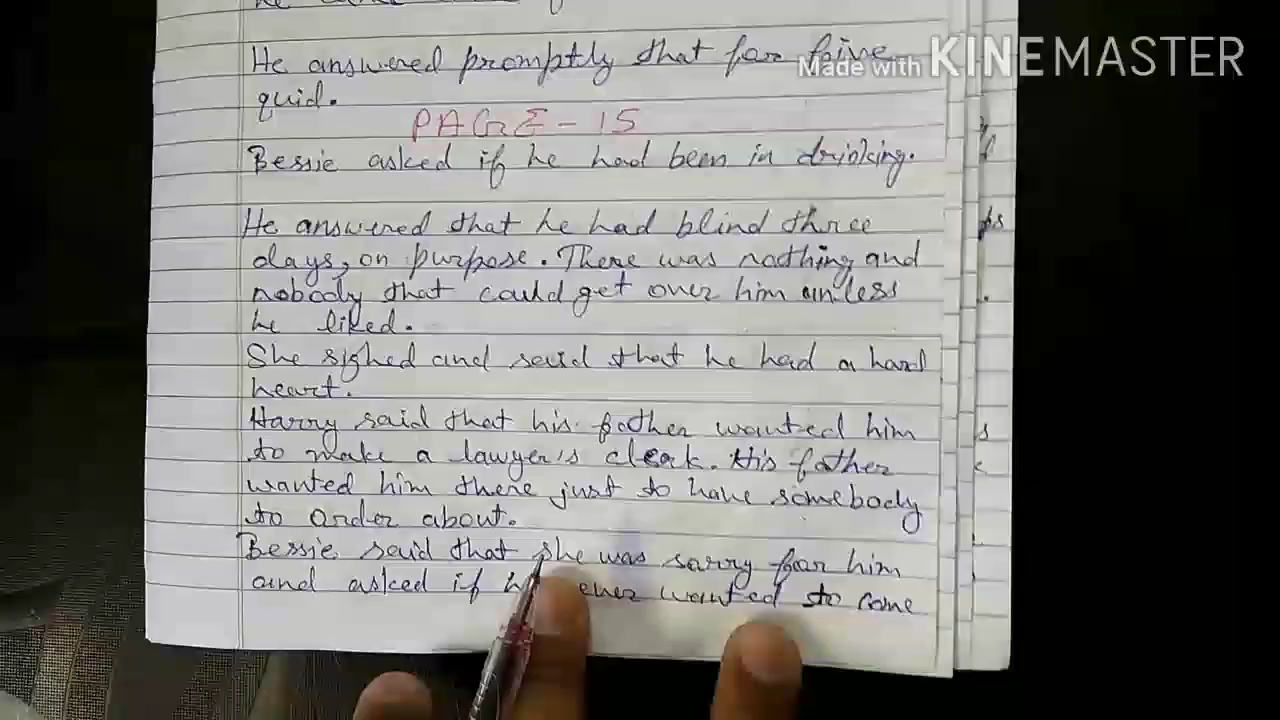 He answered promptly that for five
Made with KINEMASTER
quid.
PAGE-15
Bessie asked if he had been in drinking.
He answered that he had blind three
days, on purpose. There was nothing and
nobody that could get over him unless
he liked.
She sighed and said that he had a hard
heart.
Harry said that his father wanted him
to make a lawyer's cleark. His father
wanted him there just to have somebody
to order about.
Bessie said that she was sorry for him
and asked if ever wanted to come